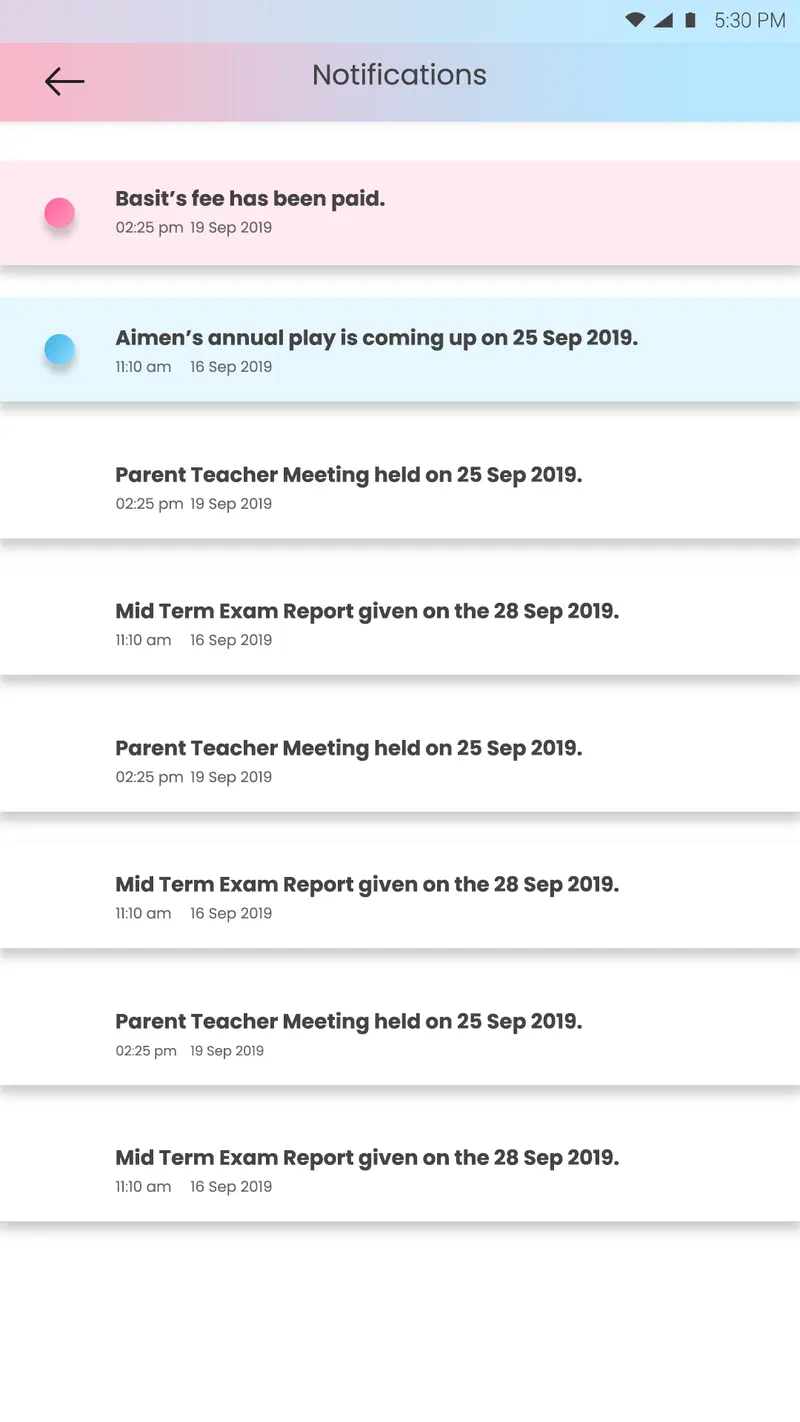 5:30 PM
Notifications
Basit’s fee has been paid.
02:25 pm 19 Sep 2019
Aimen’s annual play is coming up on 25 Sep 2019.
11:10 am 16 Sep 2019
Parent Teacher Meeting held on 25 Sep 2019.
02:25 pm 19 Sep 2019
Mid Term Exam Report given on the 28 Sep 2019.
11:10 am 16 Sep 2019
Parent Teacher Meeting held on 25 Sep 2019.
02:25 pm 19 Sep 2019
Mid Term Exam Report given on the 28 Sep 2019.
11:10 am 16 Sep 2019
Parent Teacher Meeting held on 25 Sep 2019.
02:25 pm 19 Sep 2019
Mid Term Exam Report given on the 28 Sep 2019.
11:10 am 16 Sep 2019